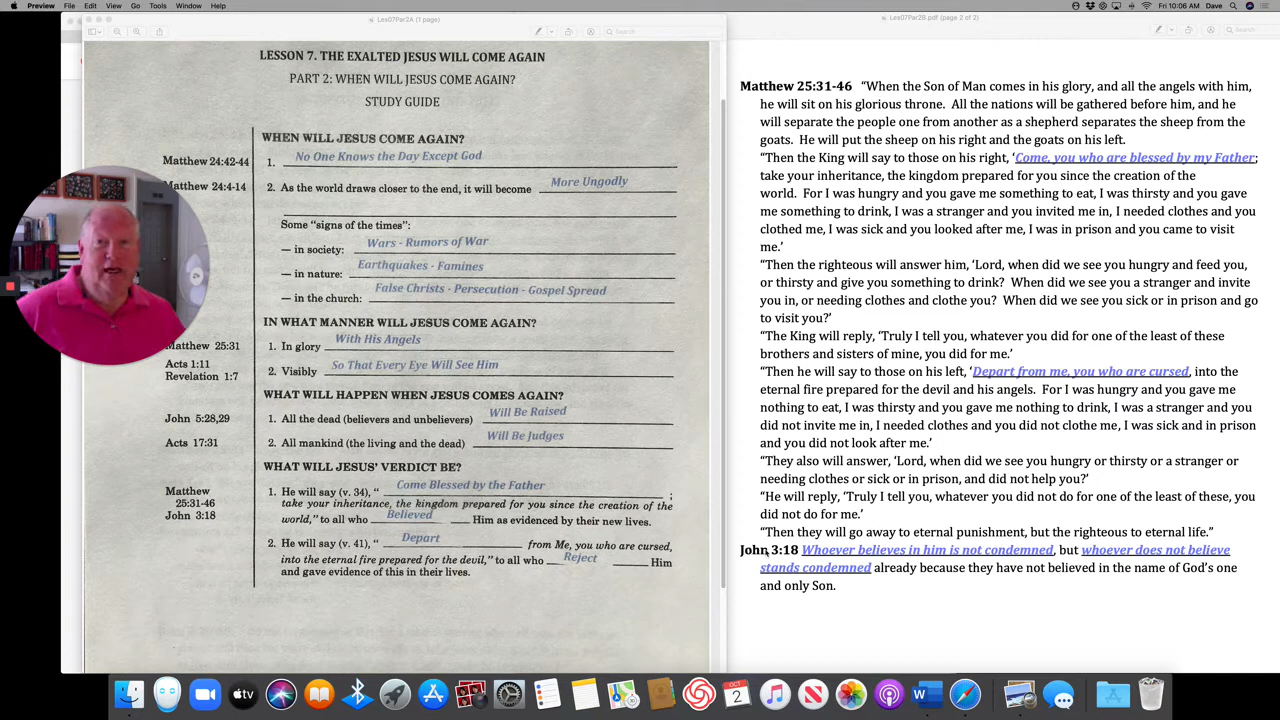 Preview File Edit View Go Tools Window Help
Fri 10:06 AM Dave
Les07Par2A (1 page)
Search
LESSON 7. THE EXALTED JESUS WILL COME AGAIN
PART 2: WHEN WILL JESUS COME AGAIN?
STUDY GUIDE
WHEN WILL JESUS COME AGAIN?
Matthew 24:42-44 1. No One Knows the Day Except God
Matthew 24:4-14 2. As the world draws closer to the end, it will become More Ungodly
Some “signs of the times”:
— in society: Wars - Rumors of War
— in nature: Earthquakes - Famines
— in the church: False Christs - Persecution - Gospel Spread
IN WHAT MANNER WILL JESUS COME AGAIN?
Matthew 25:31 1. In glory With His Angels
Acts 1:11
Revelation 1:7 2. Visibly So That Every Eye Will See Him
WHAT WILL HAPPEN WHEN JESUS COMES AGAIN?
John 5:28,29 1. All the dead (believers and unbelievers) Will Be Raised
Acts 17:31 2. All mankind (the living and the dead) Will Be Judges
WHAT WILL JESUS’ VERDICT BE?
Matthew
25:31-46
John 3:18
1. He will say (v. 34), “ Come Blessed by the Father ;
take your inheritance, the kingdom prepared for you since the creation of the
world,” to all who Believed Him as evidenced by their new lives.
2. He will say (v. 41), “ Depart from Me, you who are cursed,
into the eternal fire prepared for the devil,” to all who Reject Him
and gave evidence of this in their lives.
Les07Par2B.pdf (page 2 of 2)
Search
Matthew 25:31-46 “When the Son of Man comes in his glory, and all the angels with him,
he will sit on his glorious throne. All the nations will be gathered before him, and he
will separate the people one from another as a shepherd separates the sheep from the
goats. He will put the sheep on his right and the goats on his left.
“Then the King will say to those on his right, ‘Come, you who are blessed by my Father;
take your inheritance, the kingdom prepared for you since the creation of the
world. For I was hungry and you gave me something to eat, I was thirsty and you gave
me something to drink, I was a stranger and you invited me in, I needed clothes and you
clothed me, I was sick and you looked after me, I was in prison and you came to visit
me.’
“Then the righteous will answer him, ‘Lord, when did we see you hungry and feed you,
or thirsty and give you something to drink? When did we see you a stranger and invite
you in, or needing clothes and clothe you? When did we see you sick or in prison and go
to visit you?’
“The King will reply, ‘Truly I tell you, whatever you did for one of the least of these
brothers and sisters of mine, you did for me.’
“Then he will say to those on his left, ‘Depart from me, you who are cursed, into the
eternal fire prepared for the devil and his angels. For I was hungry and you gave me
nothing to eat, I was thirsty and you gave me nothing to drink, I was a stranger and you
did not invite me in, I needed clothes and you did not clothe me, I was sick and in prison
and you did not look after me.’
“They also will answer, ‘Lord, when did we see you hungry or thirsty or a stranger or
needing clothes or sick or in prison, and did not help you?’
“He will reply, ‘Truly I tell you, whatever you did not do for one of the least of these, you
did not do for me.’
“Then they will go away to eternal punishment, but the righteous to eternal life.”
John 3:18 Whoever believes in him is not condemned, but whoever does not believe
stands condemned already because they have not believed in the name of God’s one
and only Son.
tv
OCT
2